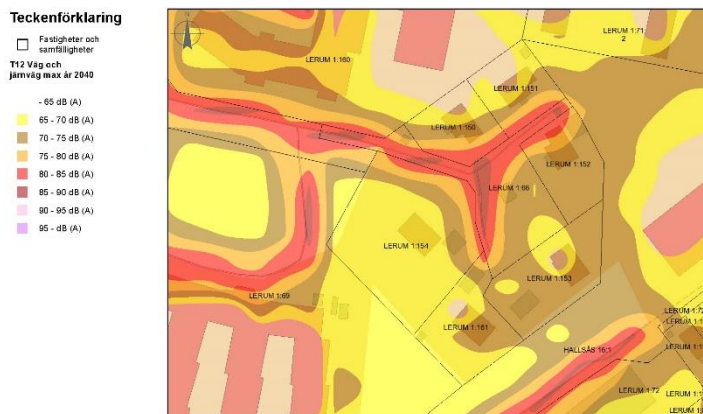 Teckenförklaring
Fastigheter och
samfälligheter
T12 Väg och
järnväg max år 2040
- 65 dB (A)
65 - 70 dB (A)
70 - 75 dB (A)
75 - 80 dB (A)
80 - 85 dB (A)
85 - 90 dB (A)
90 - 95 dB (A)
95 - dB (A)
LERUM 1:71
2
LERUM 1:160
LERUM 1:151
LERUM 1:150
LERUM 1:152
LERUM 1:66
LERUM 1:154
LERUM 1:153
LERUM 1:69
LERUM 1:161
HALLSÅS 16:1
LERUM 1:72